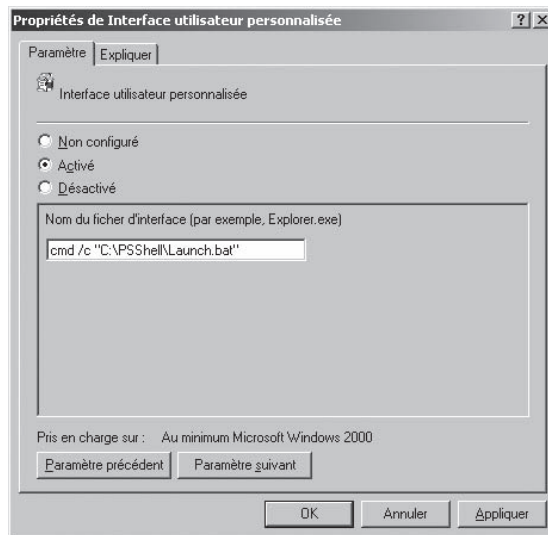 Propriétés de Interface utilisateur personnalisée
Paramètre
Expliquer
Interface utilisateur personnalisée
Non configuré
Activé
Désactivé
Nom du ficher d'interface (par exemple, Explorer.exe)
cmd /c "C:\PSShell\Launch.bat"
Pris en charge sur : Au minimum Microsoft Windows 2000
Paramètre précédent
Paramètre suivant
OK
Annuler
Appliquer